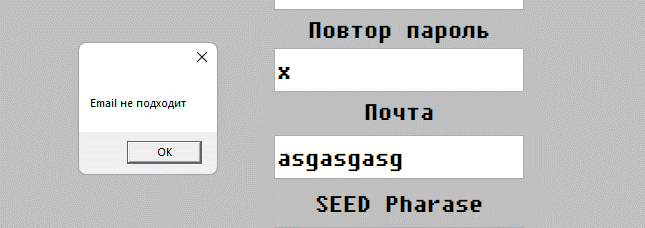 Повтор пароль
x
Email не подходит
Почта
OK
asgasgasg
SEED Pharase